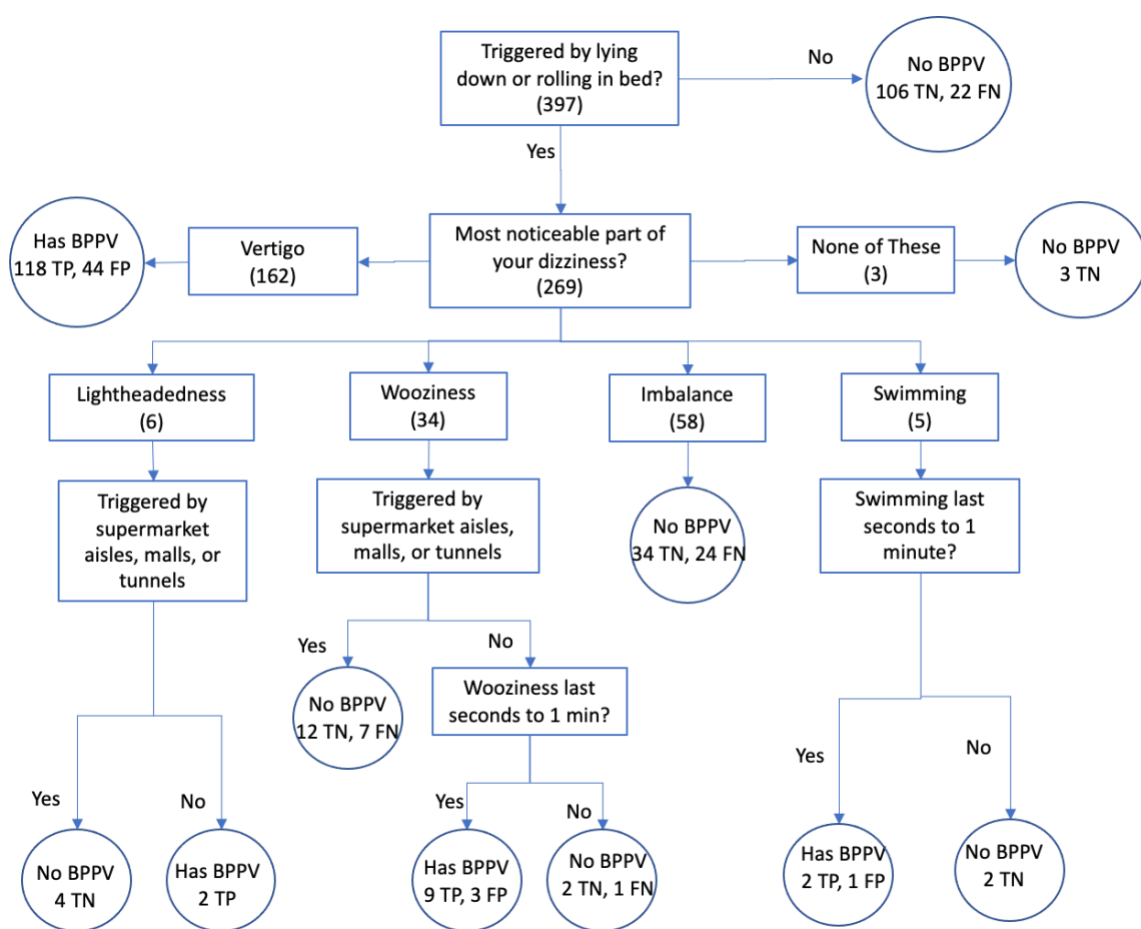 Triggered by lying
down or rolling in bed?
(397)
No
No BPPV
106 TN, 22 FN
Yes
Has BPPV
118 TP, 44 FP
Vertigo
(162)
Most noticeable part of
your dizziness?
(269)
None of These
(3)
No BPPV
3 TN
Lightheadedness
(6)
Wooziness
(34)
Imbalance
(58)
Swimming
(5)
Triggered by
supermarket
aisles, malls, or
tunnels
Triggered by
supermarket aisles,
malls, or tunnels
No BPPV
34 TN, 24 FN
Swimming last
seconds to 1
minute?
Yes
No
No BPPV
12 TN, 7 FN
Wooziness last
seconds to 1 min?
Yes
No
Yes
No
Yes
No
No BPPV
4 TN
Has BPPV
2 TP
Has BPPV
9 TP, 3 FP
No BPPV
2 TN, 1 FN
Has BPPV
2 TP, 1 FP
No BPPV
2 TN